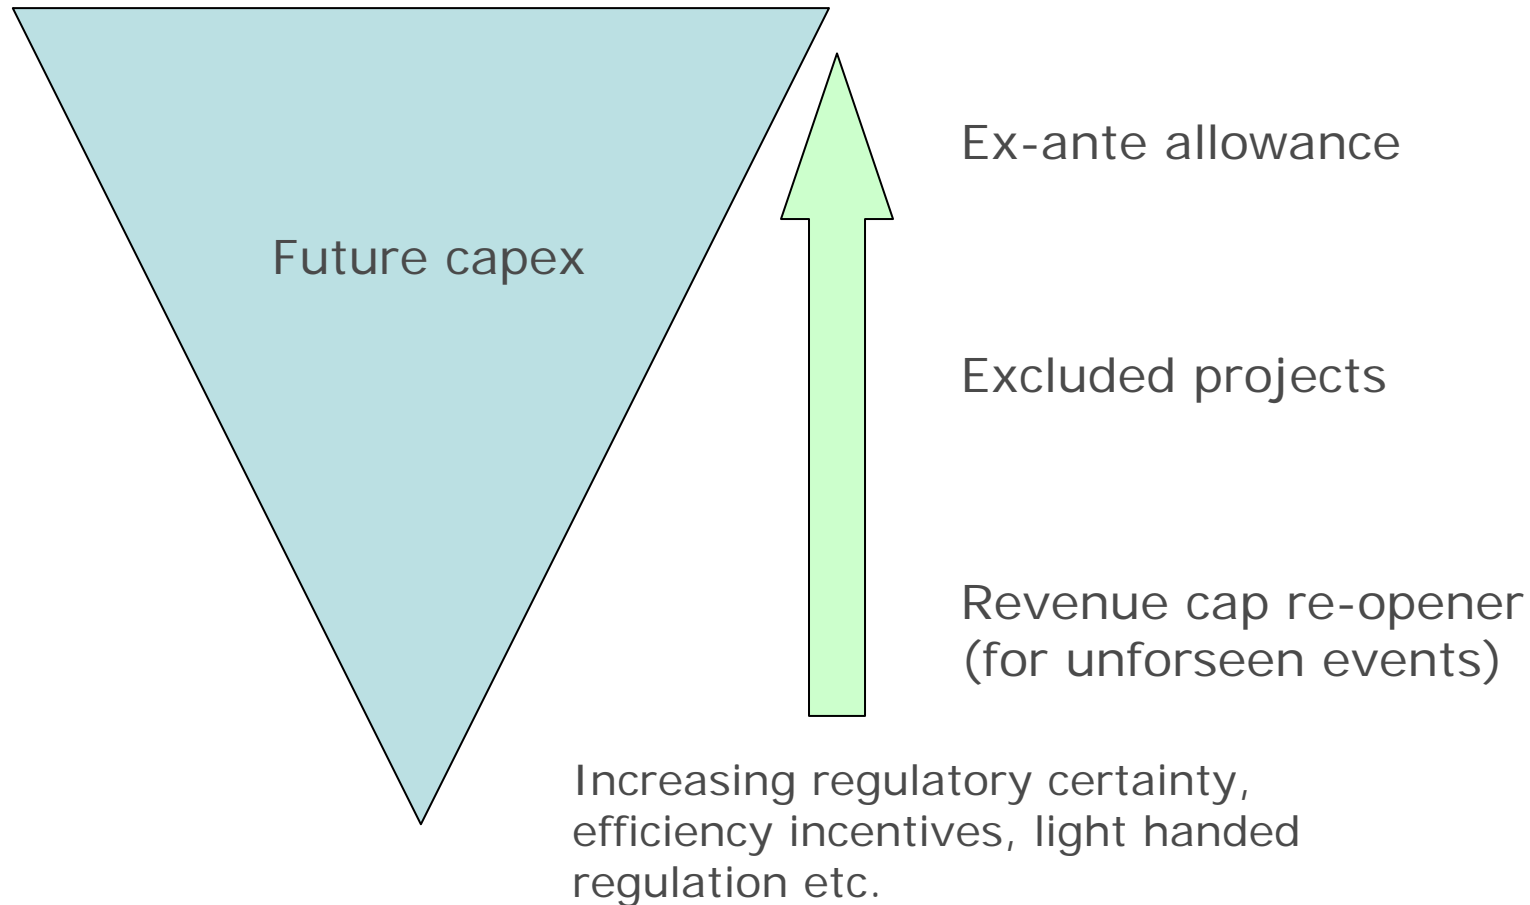 Future capex
Ex-ante allowance
Excluded projects
Revenue cap re-opener
(for unforseen events)
Increasing regulatory certainty,
efficiency incentives, light handed
regulation etc.